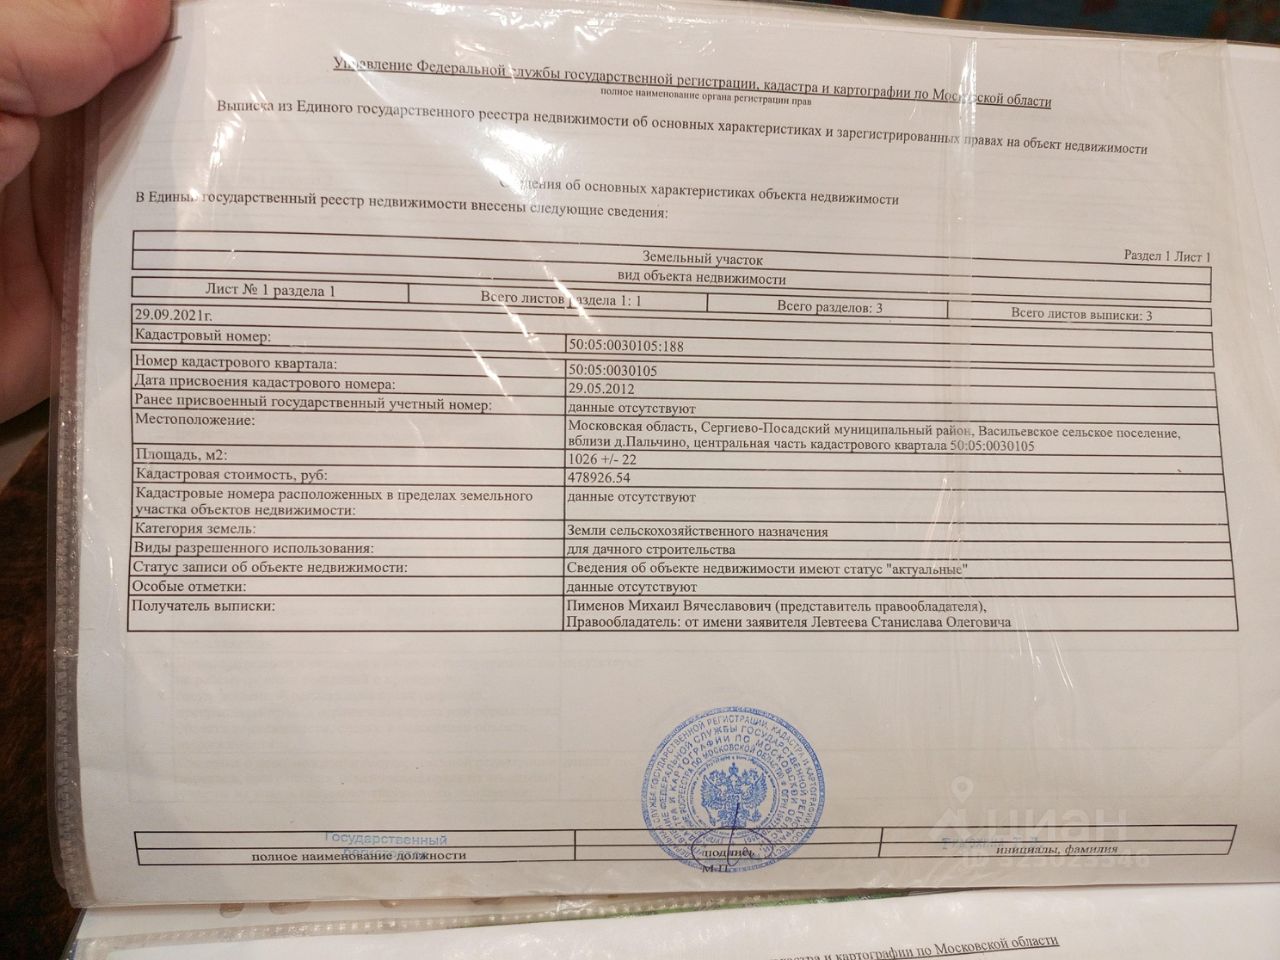 Управление Федеральной службы государственной регистрации, кадастра и картографии по Московской области
полное наименование органа регистрации прав
Выписка из Единого государственного реестра недвижимости об основных характеристиках и зарегистрированных правах на объект недвижимости
Сведения об основных характеристиках объекта недвижимости
В Единый государственный реестр недвижимости внесены следующие сведения:
Раздел 1 Лист 1
Земельный участок
вид объекта недвижимости
Лист № 1 раздела 1 Всего листов раздела 1: 1 Всего разделов: 3 Всего листов выписки: 3
29.09.2021г.
Кадастровый номер: 50:05:0030105:188
Номер кадастрового квартала: 50:05:0030105
Дата присвоения кадастрового номера: 29.05.2012
Ранее присвоенный государственный учетный номер: данные отсутствуют
Местоположение: Московская область, Сергиево-Посадский муниципальный район, Васильевское сельское поселение,
вблизи д.Пальчино, центральная часть кадастрового квартала 50:05:0030105
Площадь, м2: 1026 +/- 22
Кадастровая стоимость, руб: 478926.54
Кадастровые номера расположенных в пределах земельного данные отсутствуют
участка объектов недвижимости:
Категория земель: Земли сельскохозяйственного назначения
Виды разрешенного использования: для дачного строительства
Статус записи об объекте недвижимости: Сведения об объекте недвижимости имеют статус "актуальные"
Особые отметки: данные отсутствуют
Получатель выписки: Пименов Михаил Вячеславович (представитель правообладателя),
Правообладатель: от имени заявителя Левтеева Станислава Олеговича
Государственный
полное наименование должности подпись инициалы, фамилия
М.П.
циан
и картографии по Московской области